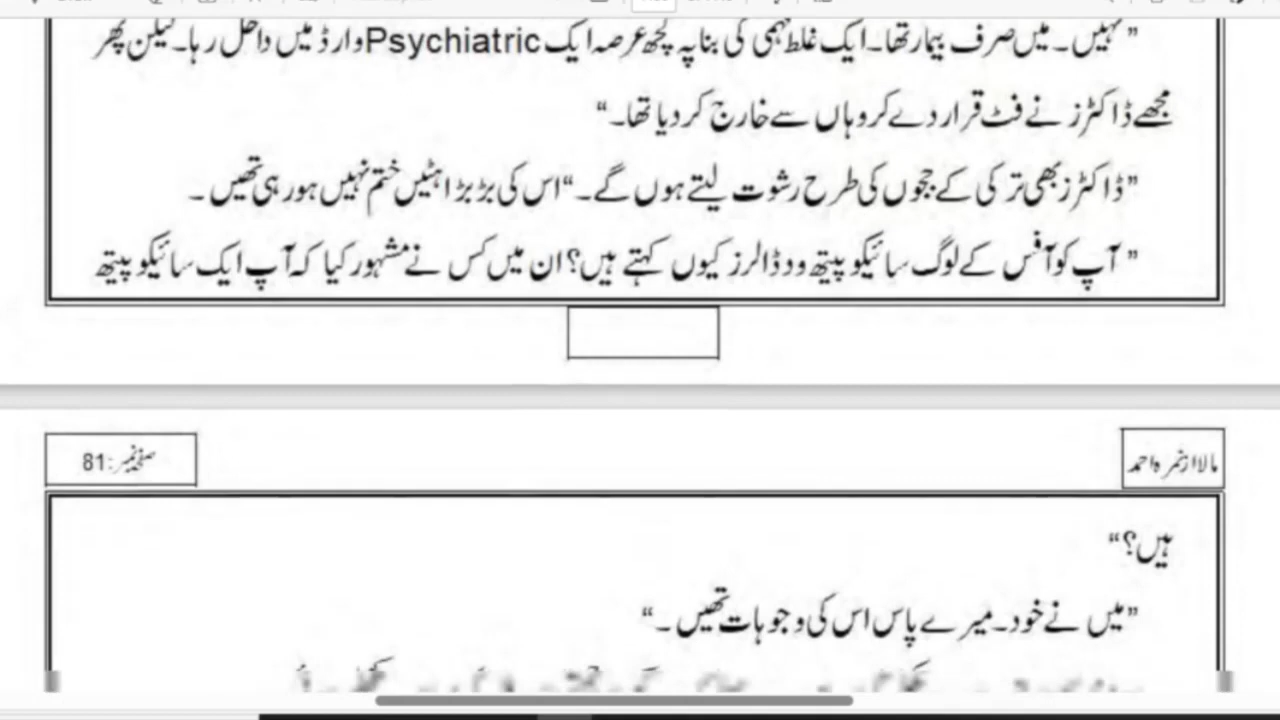 ”نہیں۔میں صرف بیمار تھا۔ایک غلط فہمی کی بنا پہ کچھ عرصہ ایک Psychiatric وارڈ میں داخل رہا۔لیکن پھر
مجھے ڈاکٹرز نے فٹ قرار دے کر وہاں سے خارج کر دیا تھا۔“
”ڈاکٹرز بھی ترکی کے ججوں کی طرح رشوت لیتے ہوں گے۔“اس کی بڑبڑاہٹیں ختم نہیں ہو رہی تھیں۔
”آپ کو آفس کے لوگ سائیکو پیتھ ود ڈالرز کیوں کہتے ہیں؟ ان میں کس نے مشہور کیا کہ آپ ایک سائیکو پیتھ
مالا از نمرہ احمد
صفحہ نمبر:81
ہیں؟“
”میں نے خود۔میرے پاس اس کی وجوہات تھیں۔“